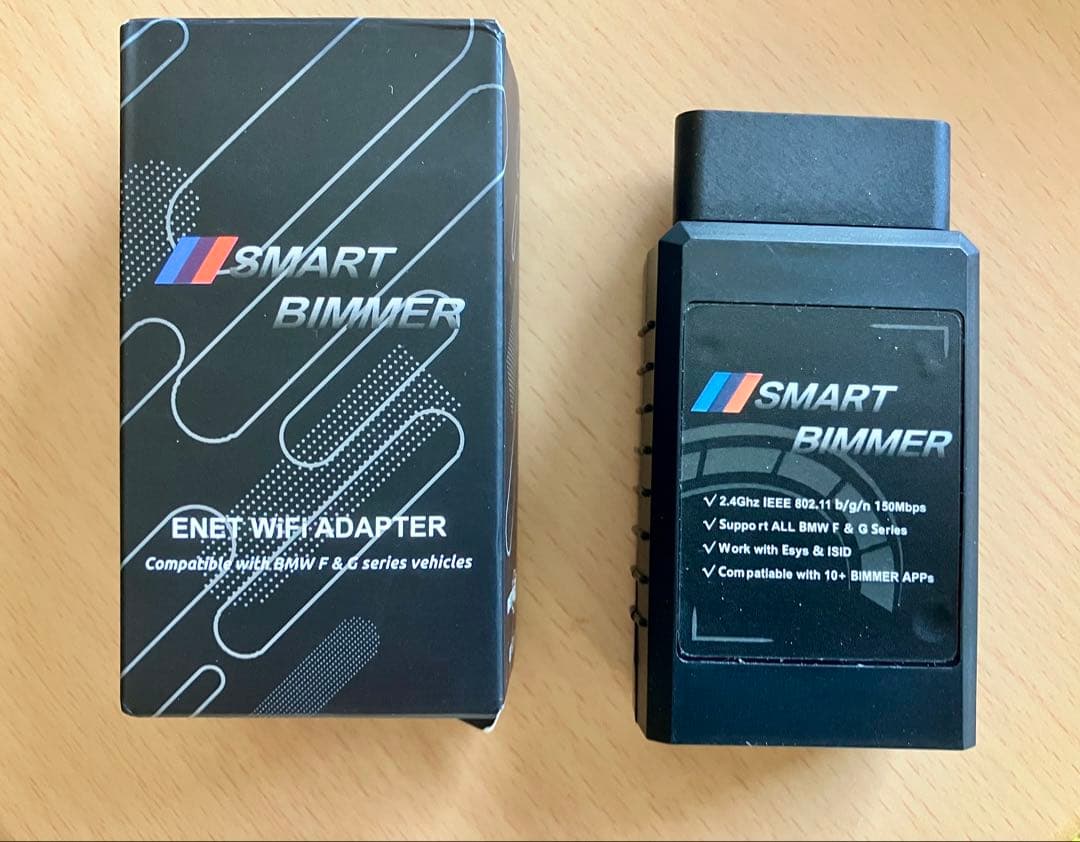 SMART
BIMMER
ENET WiFi ADAPTER
Compatible with BMW F & G series vehicles
SMART
BIMMER
✓ 2.4Ghz IEEE 802.11 b/g/n 150Mbps
✓ Support ALL BMW F & G Series
✓ Work with Esys & ISID
✓ Compatiable with 10+ BIMMER APPs